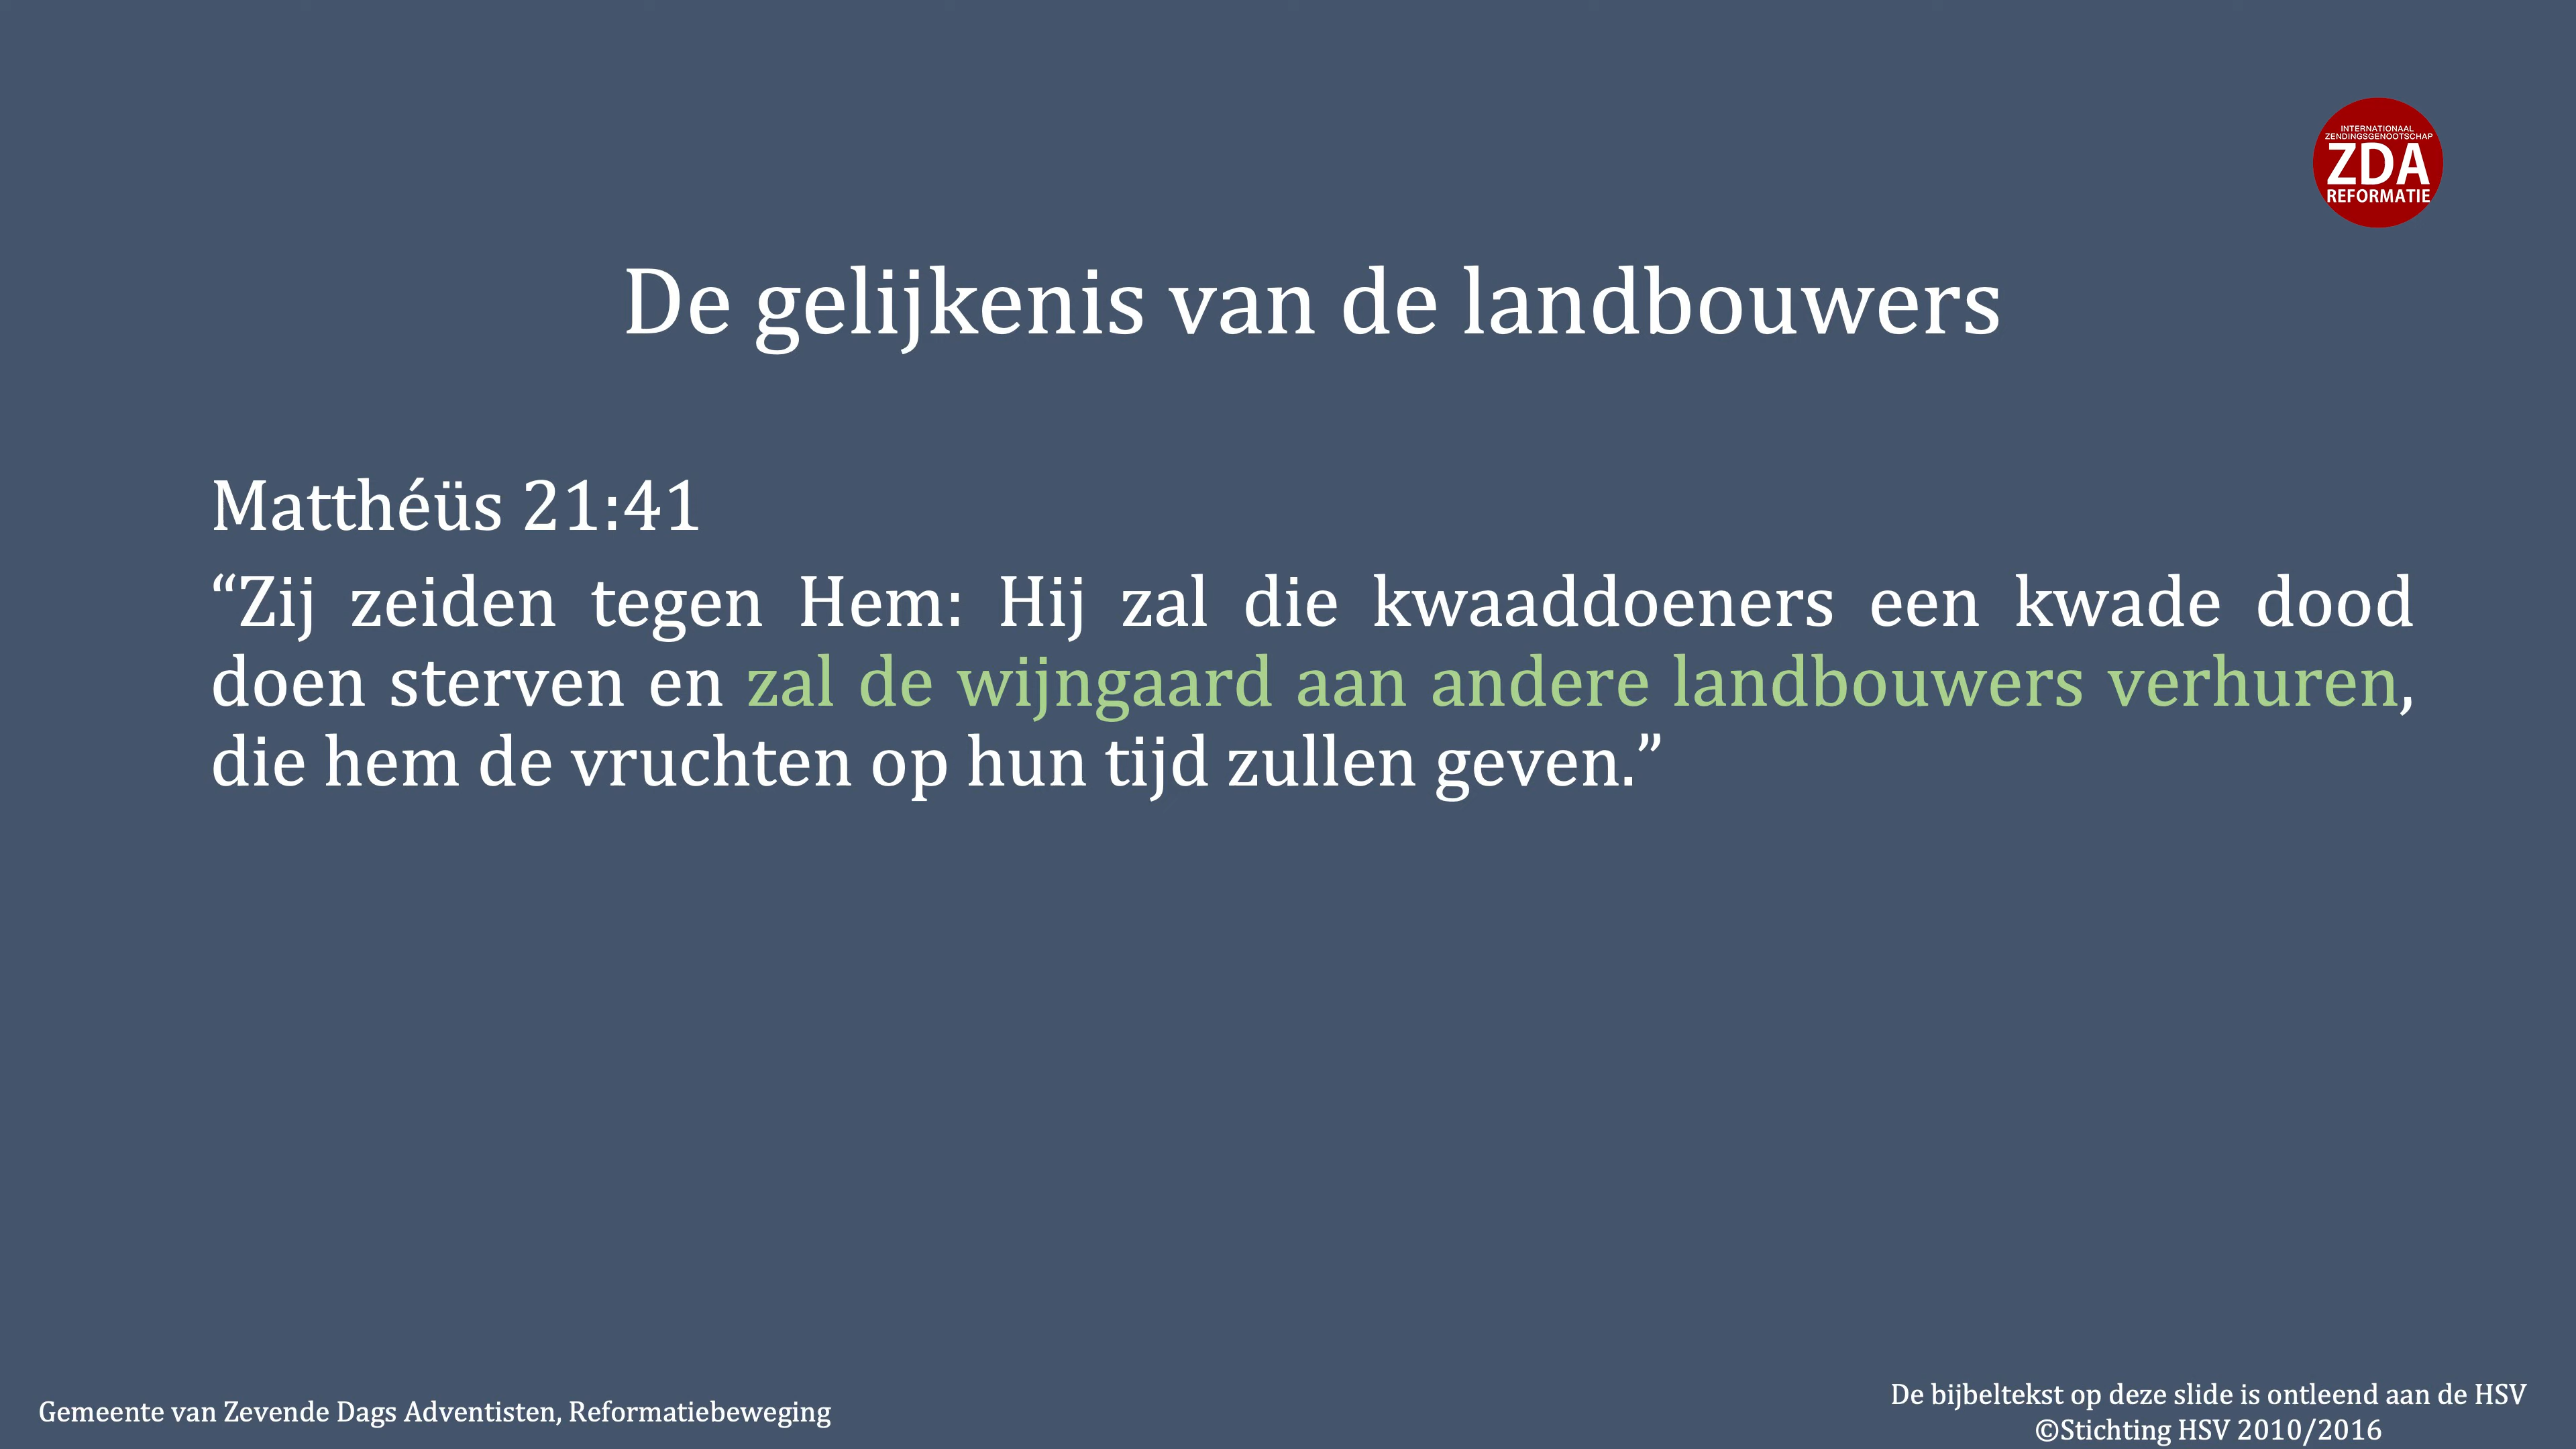 INTERNATIONAAL
ZENDINGSGENOOTSCHAP
ZDA
REFORMATIE
De gelijkenis van de landbouwers
Matthéüs 21:41
“Zij zeiden tegen Hem: Hij zal die kwaaddoeners een kwade dood
doen sterven en zal de wijngaard aan andere landbouwers verhuren,
die hem de vruchten op hun tijd zullen geven.”
Gemeente van Zevende Dags Adventisten, Reformatiebeweging
De bijbeltekst op deze slide is ontleend aan de HSV
©Stichting HSV 2010/2016